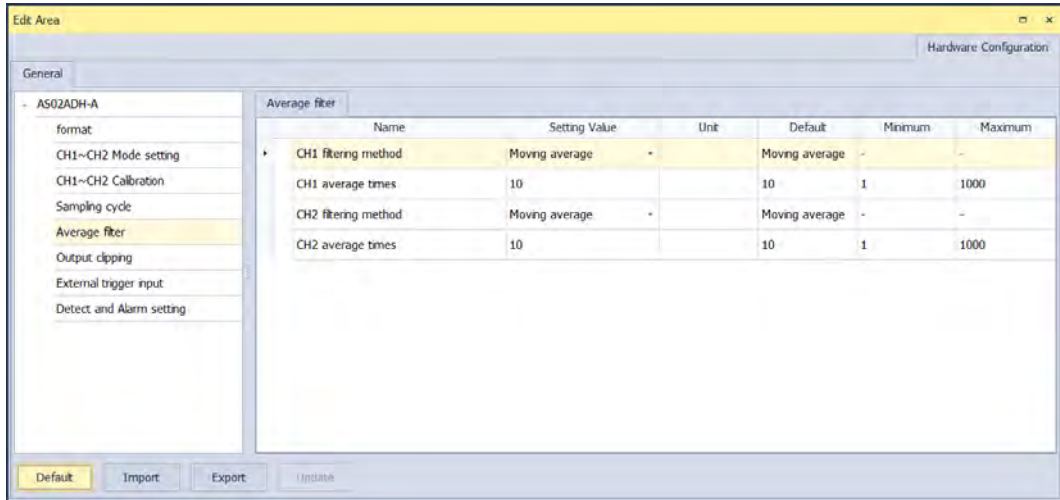 Edit Area
Hardware Configuration
General
- AS02ADH-A
format
CH1~CH2 Mode setting
CH1~CH2 Calibration
Sampling cycle
Average filter
Output clipping
External trigger input
Detect and Alarm setting
Average filter
Name Setting Value Unit Default Minimum Maximum
CH1 filtering method Moving average Moving average - -
CH1 average times 10 10 1 1000
CH2 filtering method Moving average Moving average - -
CH2 average times 10 10 1 1000
Default Import Export Update